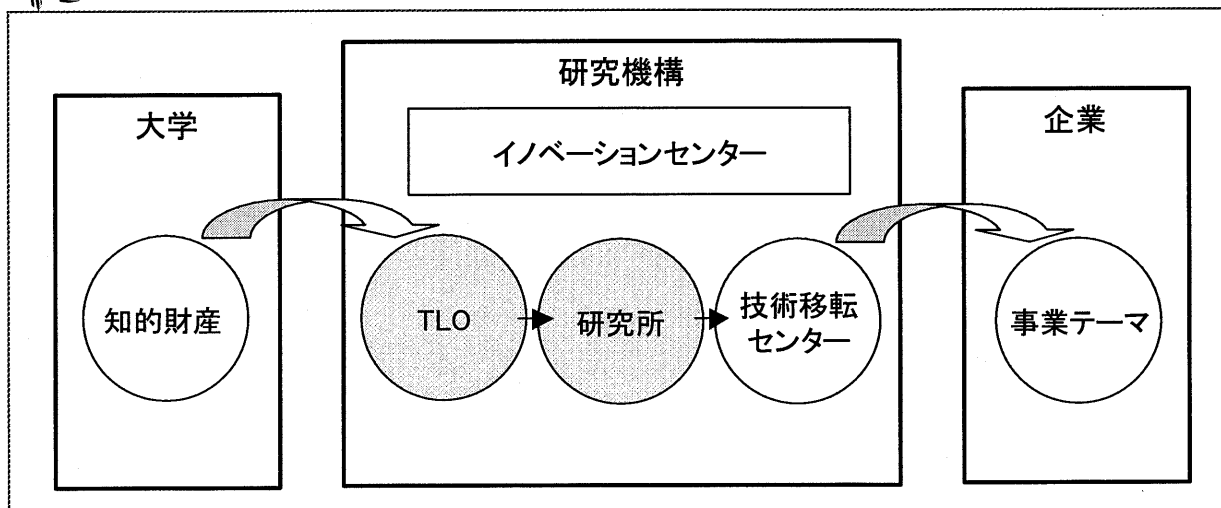 大学
知的財産
研究機構
イノベーションセンター
TLO
研究所
技術移転
センター
企業
事業テーマ